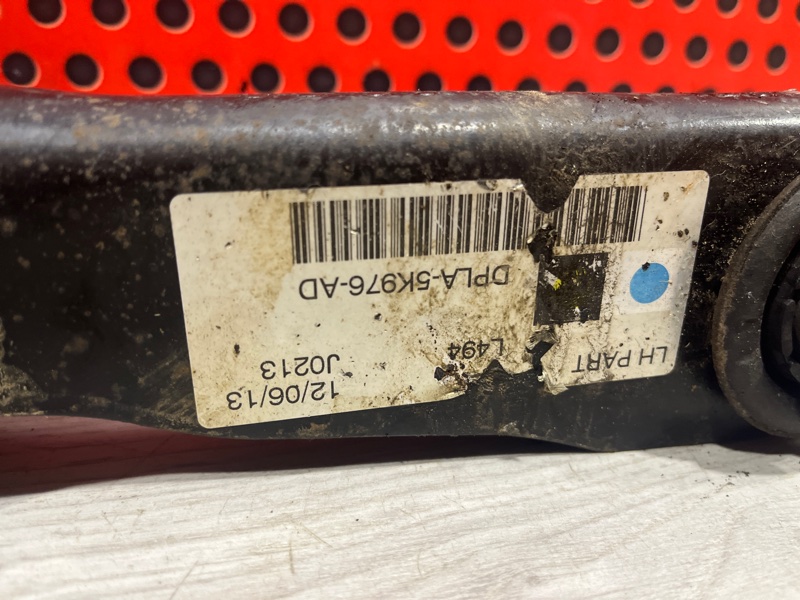 LH PART
L494
12/06/13
J0213
DPLA-5K976-AD